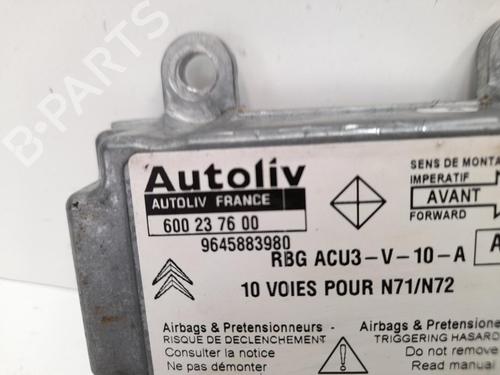 B-PARTS
Autoliv
AUTOLIV FRANCE
600 23 76 00
9645883980
SENS DE MONTA
IMPERATIF
AVANT
FORWARD
RBG ACU3-V-10-A
A
10 VOIES POUR N71/N72
Airbags & Pretensionneurs
RISQUE DE DECLENCHEMENT
Consulter la notice
Ne pas démonter
Airbags & Pretension
TRIGGERING HASARD
Do not remove
Read manual